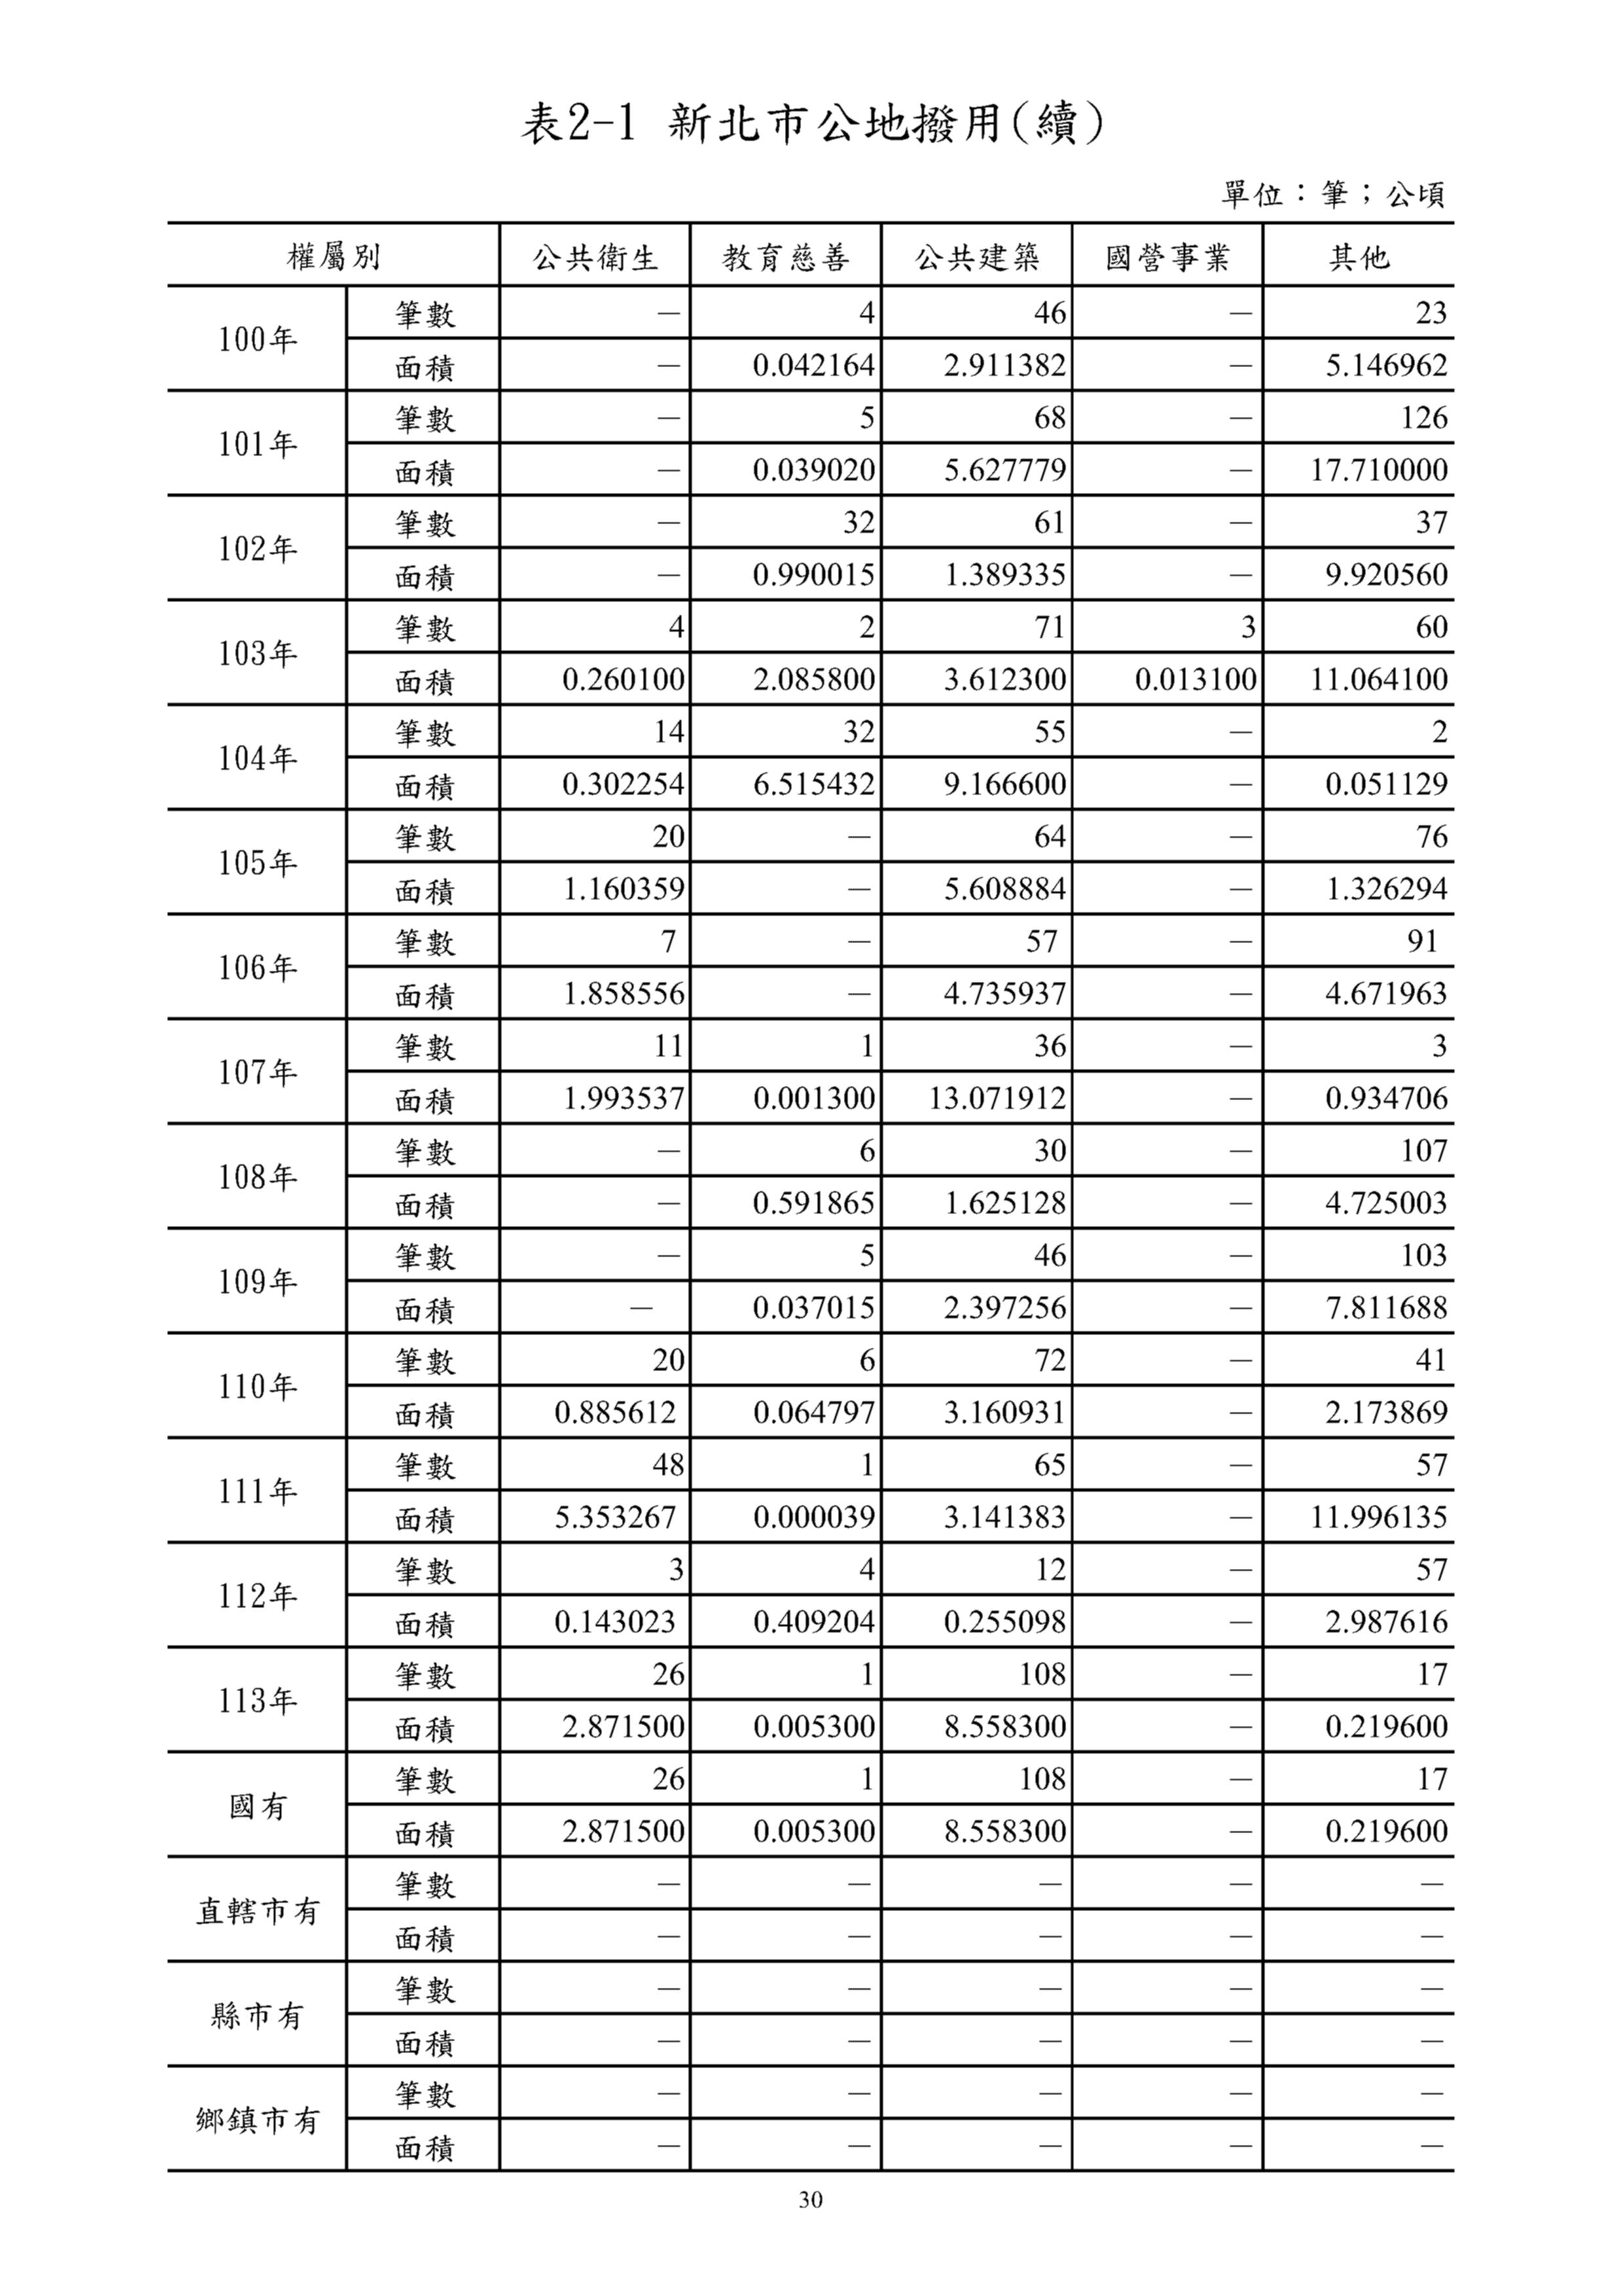 表2-1 新北市公地撥用(續)
單位：筆；公頃
權屬別 公共衛生 教育慈善 公共建築 國營事業 其他
100年 筆數 － 4 46 － 23
面積 － 0.042164 2.911382 － 5.146962
101年 筆數 － 5 68 － 126
面積 － 0.039020 5.627779 － 17.710000
102年 筆數 － 32 61 － 37
面積 － 0.990015 1.389335 － 9.920560
103年 筆數 4 2 71 3 60
面積 0.260100 2.085800 3.612300 0.013100 11.064100
104年 筆數 14 32 55 － 2
面積 0.302254 6.515432 9.166600 － 0.051129
105年 筆數 20 － 64 － 76
面積 1.160359 － 5.608884 － 1.326294
106年 筆數 7 － 57 － 91
面積 1.858556 － 4.735937 － 4.671963
107年 筆數 11 1 36 － 3
面積 1.993537 0.001300 13.071912 － 0.934706
108年 筆數 － 6 30 － 107
面積 － 0.591865 1.625128 － 4.725003
109年 筆數 － 5 46 － 103
面積 － 0.037015 2.397256 － 7.811688
110年 筆數 20 6 72 － 41
面積 0.885612 0.064797 3.160931 － 2.173869
111年 筆數 48 1 65 － 57
面積 5.353267 0.000039 3.141383 － 11.996135
112年 筆數 3 4 12 － 57
面積 0.143023 0.409204 0.255098 － 2.987616
113年 筆數 26 1 108 － 17
面積 2.871500 0.005300 8.558300 － 0.219600
國有 筆數 26 1 108 － 17
面積 2.871500 0.005300 8.558300 － 0.219600
直轄市有 筆數 － － － － －
面積 － － － － －
縣市有 筆數 － － － － －
面積 － － － － －
鄉鎮市有 筆數 － － － － －
面積 － － － － －
30